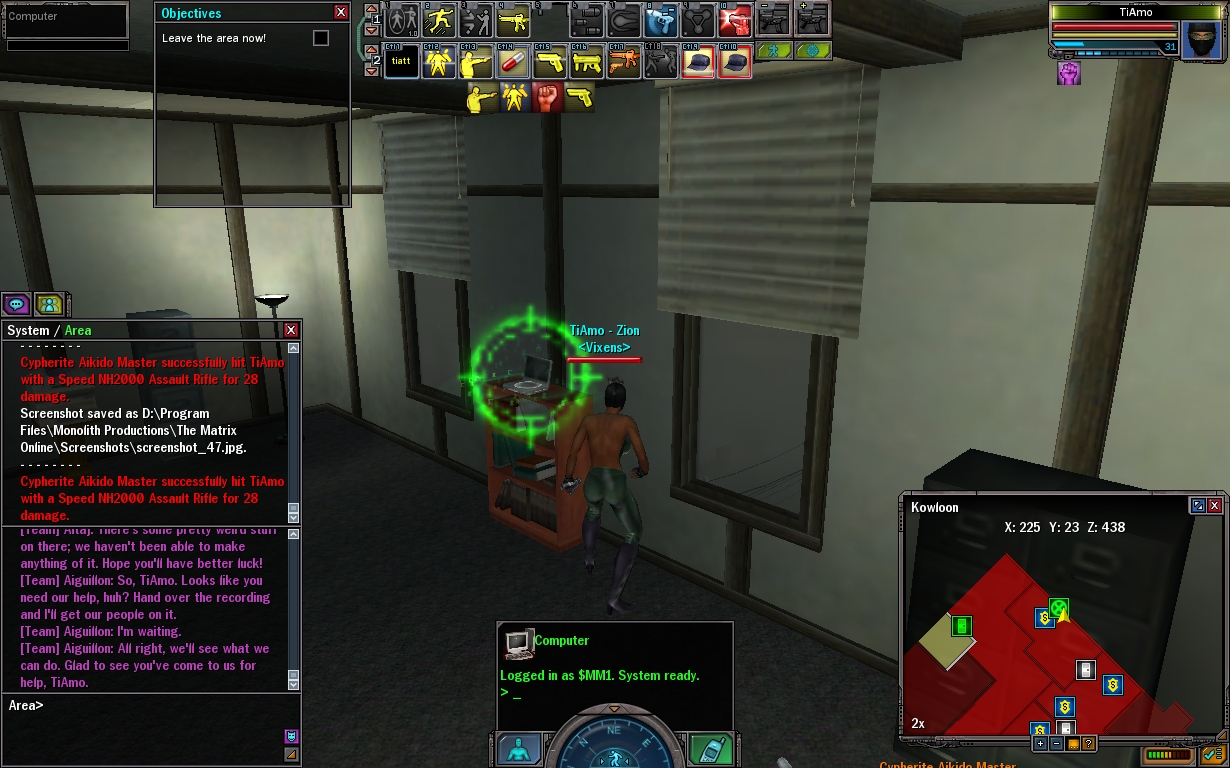 Computer
Objectives
Leave the area now!
1
2
Ctrl1
Ctrl2
tiatt
TiAmo
31
TiAmo - Zion
<Vixens>
System / Area
- - - - - - - -
Cypherite Aikido Master successfully hit TiAmo
with a Speed NH2000 Assault Rifle for 28
damage.
Screenshot saved as D:\Program
Files\Monolith Productions\The Matrix
Online\Screenshots\screenshot_47.jpg.
- - - - - - - -
Cypherite Aikido Master successfully hit TiAmo
with a Speed NH2000 Assault Rifle for 28
damage.
[Team] Altaj: There's some pretty weird stuff
on there; we haven't been able to make
anything of it. Hope you'll have better luck!
[Team] Aiguillon: So, TiAmo. Looks like you
need our help, huh? Hand over the recording
and I'll get our people on it.
[Team] Aiguillon: I'm waiting.
[Team] Aiguillon: All right, we'll see what we
can do. Glad to see you've come to us for
help, TiAmo.
Area>
Computer
Logged in as $MM1. System ready.
> _
N
NE
E
Kowloon
X: 225 Y: 23 Z: 438
2x
Cypherite Aikido Master